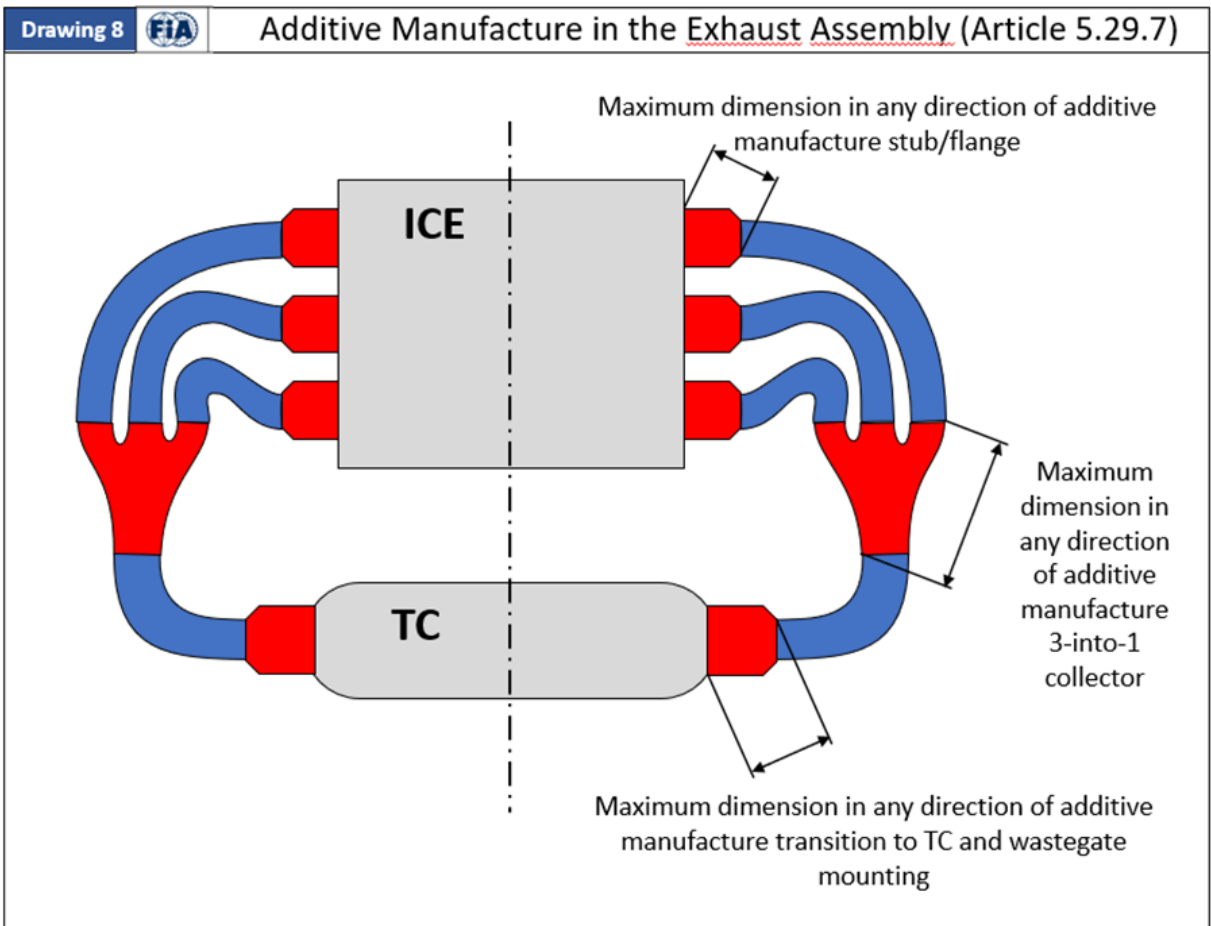 Drawing 8
FiA
Additive Manufacture in the Exhaust Assembly (Article 5.29.7)
Maximum dimension in any direction of additive
manufacture stub/flange
ICE
Maximum
dimension in
any direction
of additive
manufacture
3-into-1
collector
TC
Maximum dimension in any direction of additive
manufacture transition to TC and wastegate
mounting